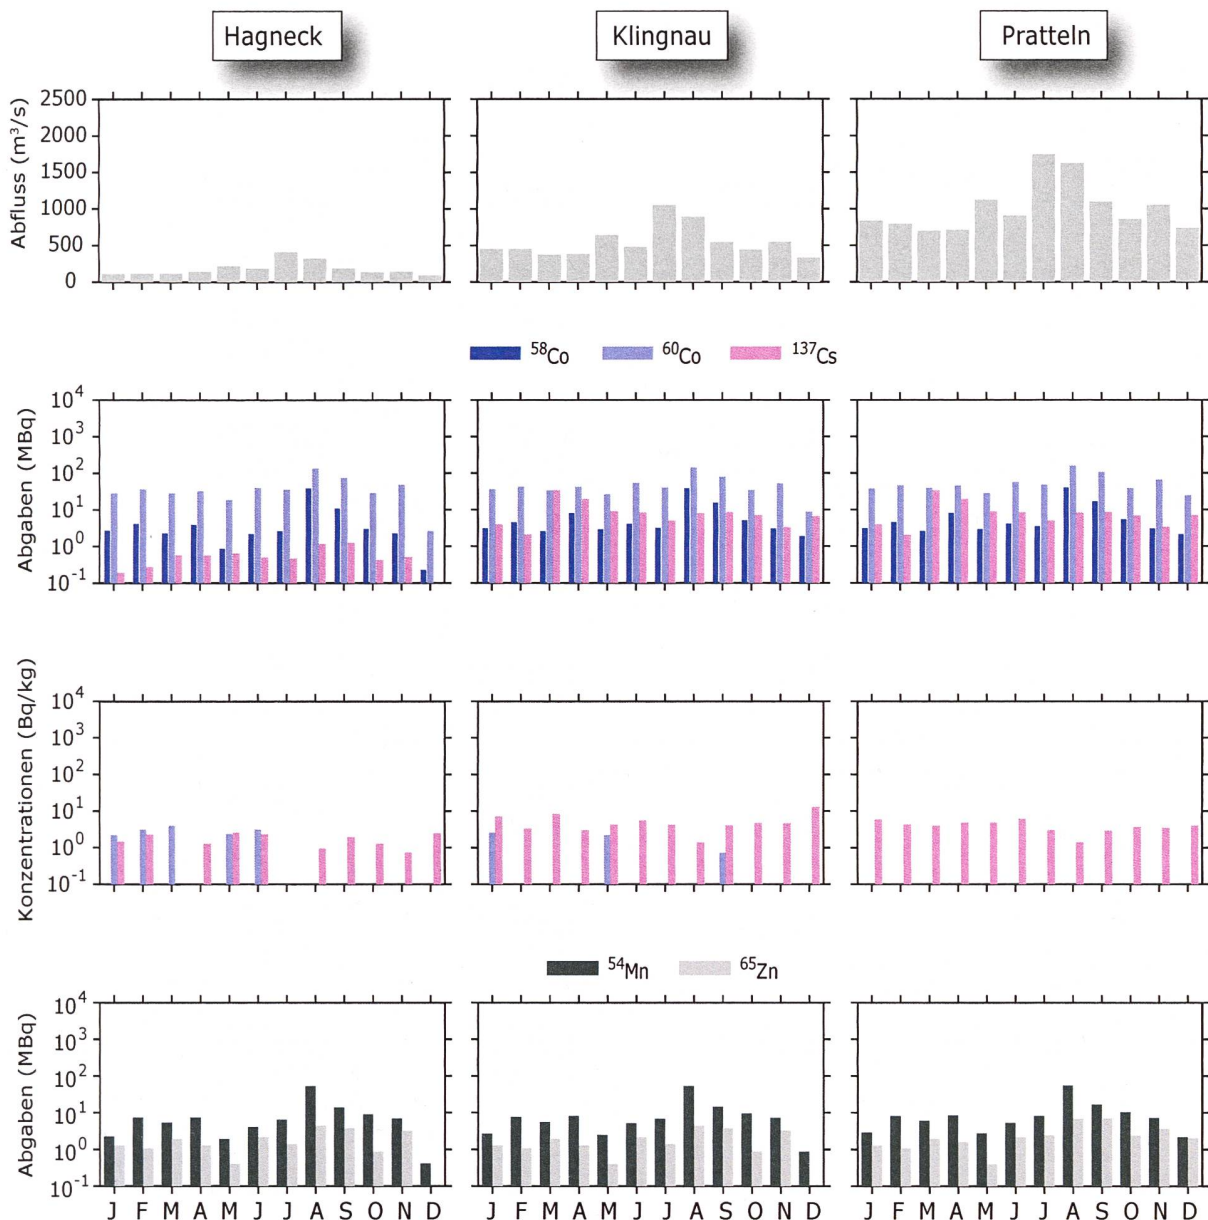 Hagneck Klingnau Pratteln
Abfluss (m³/s)
2500
2000
1500
1000
500
0
J F M A M J J A S O N D J F M A M J J A S O N D J F M A M J J A S O N D
⁵⁸Co ⁶⁰Co ¹³⁷Cs
Abgaben (MBq)
10⁴
10³
10²
10¹
10⁰
10⁻¹
J F M A M J J A S O N D J F M A M J J A S O N D J F M A M J J A S O N D
Konzentrationen (Bq/kg)
10⁴
10³
10²
10¹
10⁰
10⁻¹
J F M A M J J A S O N D J F M A M J J A S O N D J F M A M J J A S O N D
⁵⁴Mn ⁶⁵Zn
Abgaben (MBq)
10⁴
10³
10²
10¹
10⁰
10⁻¹
J F M A M J J A S O N D J F M A M J J A S O N D J F M A M J J A S O N D